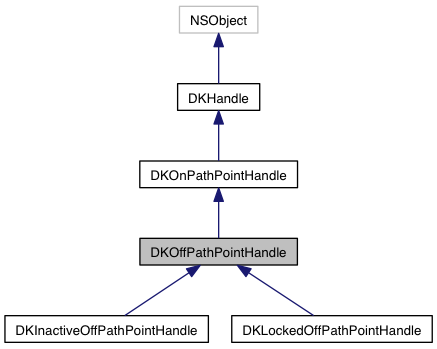 NSObject
DKHandle
DKOnPathPointHandle
DKOffPathPointHandle
DKInactiveOffPathPointHandle
DKLockedOffPathPointHandle